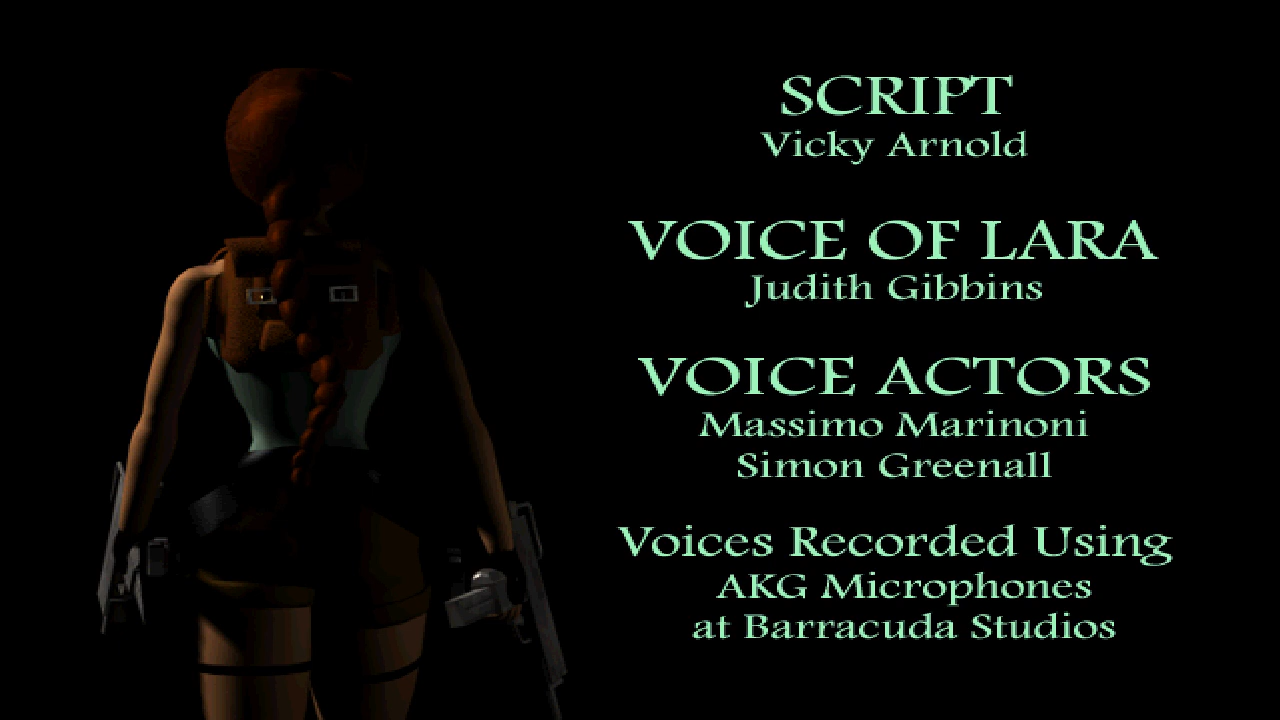 SCRIPT
Vicky Arnold
VOICE OF LARA
Judith Gibbins
VOICE ACTORS
Massimo Marinoni
Simon Greenall
Voices Recorded Using
AKG Microphones
at Barracuda Studios